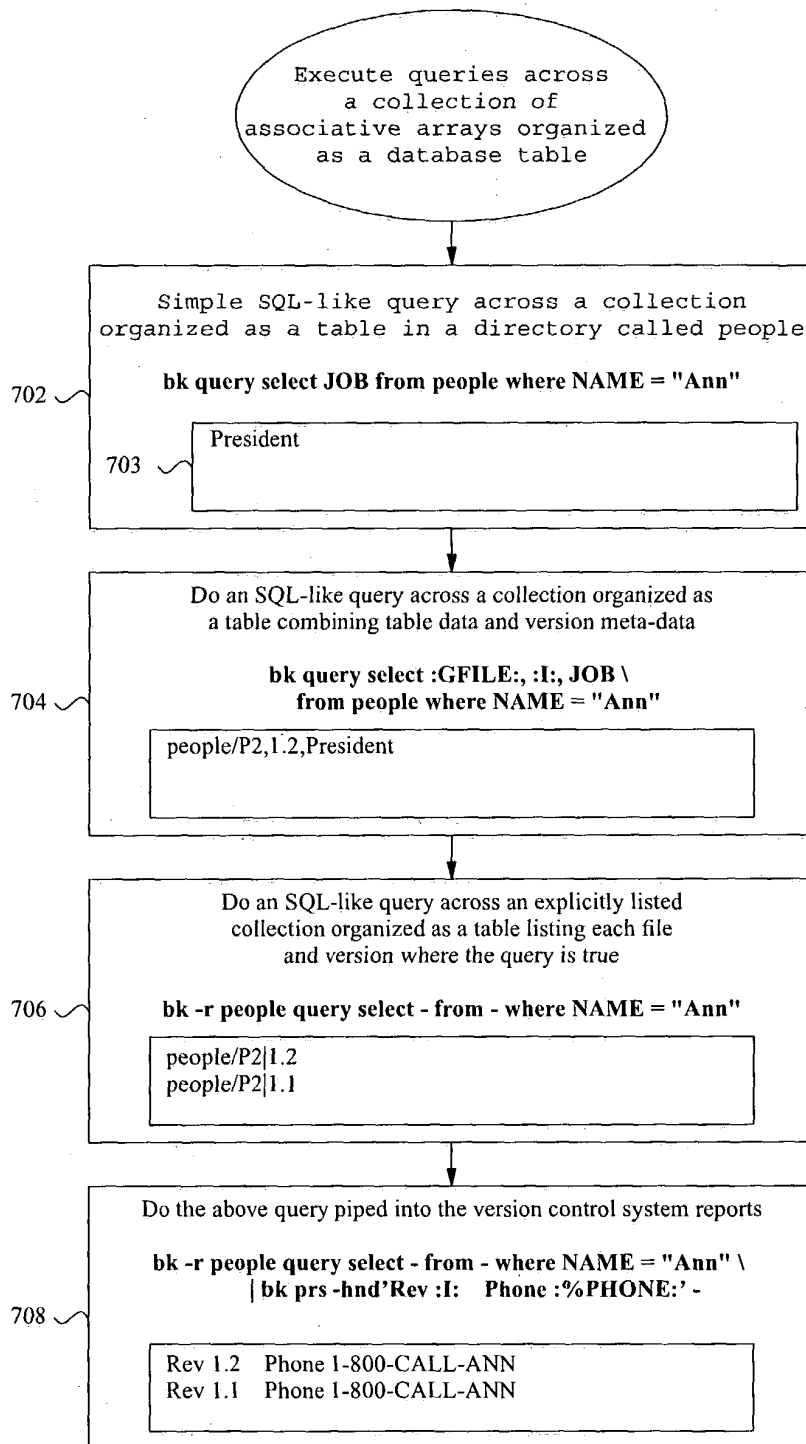 Execute queries across
a collection of
associative arrays organized
as a database table
Simple SQL-like query across a collection
organized as a table in a directory called people
bk query select JOB from people where NAME = "Ann"
702
President
703
Do an SQL-like query across a collection organized as
a table combining table data and version meta-data
bk query select :GFILE:, :I:, JOB \
from people where NAME = "Ann"
704
people/P2,1.2,President
Do an SQL-like query across an explicitly listed
collection organized as a table listing each file
and version where the query is true
706
bk -r people query select - from - where NAME = "Ann"
people/P2|1.2
people/P2|1.1
Do the above query piped into the version control system reports
bk -r people query select - from - where NAME = "Ann" \
| bk prs -hnd'Rev :I: Phone :%PHONE:' -
708
Rev 1.2 Phone 1-800-CALL-ANN
Rev 1.1 Phone 1-800-CALL-ANN